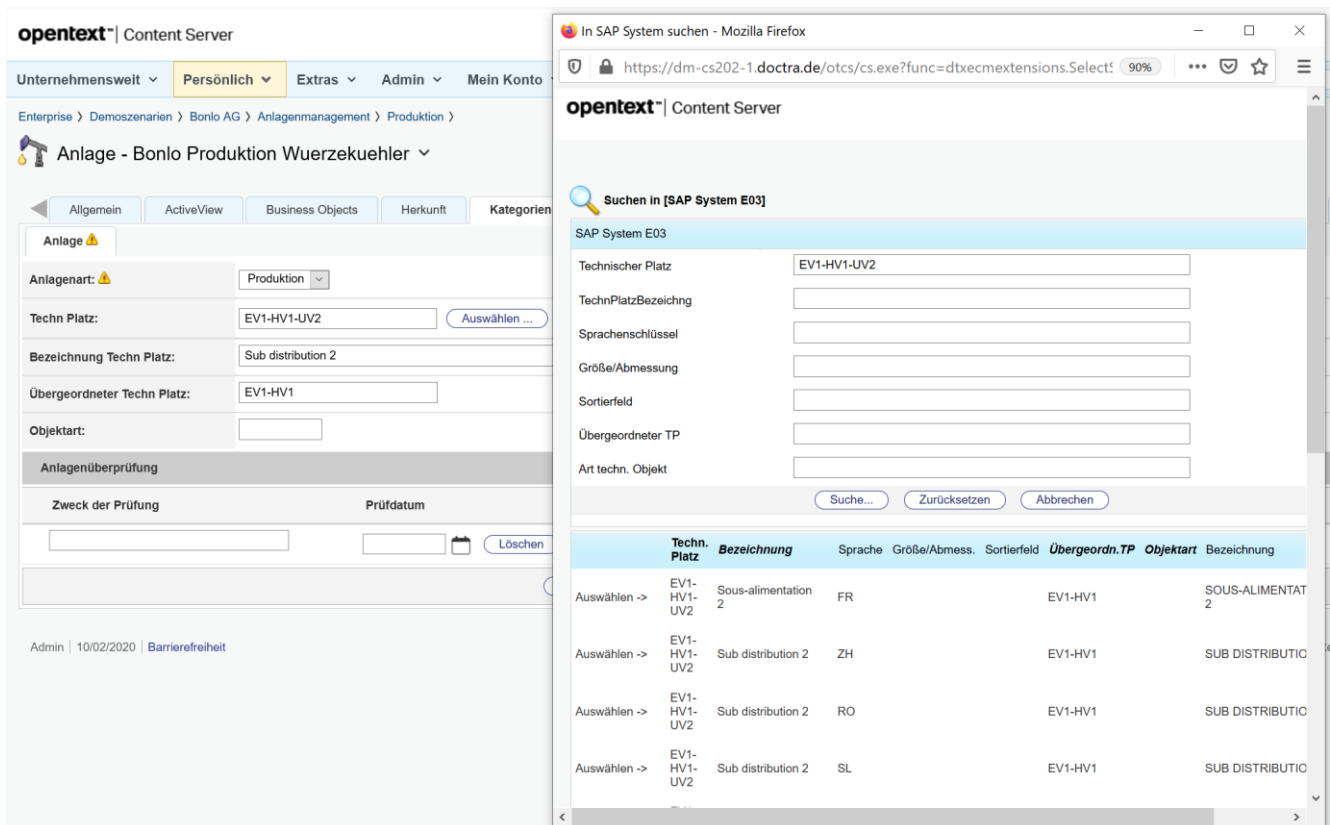 opentext™ | Content Server
Unternehmensweit Persönlich Extras Admin Mein Konto
Enterprise > Demoszenarien > Bonlo AG > Anlagenmanagement > Produktion >
Anlage - Bonlo Produktion Wuerzekuehler
Allgemein ActiveView Business Objects Herkunft Kategorien
Anlage
Anlagenart: Produktion
Techn Platz: EV1-HV1-UV2 Auswählen ...
Bezeichnung Techn Platz: Sub distribution 2
Übergeordneter Techn Platz: EV1-HV1
Objektart:
Anlagenüberprüfung
Zweck der Prüfung Prüfdatum
Löschen
Admin | 10/02/2020 | Barrierefreiheit
In SAP System suchen - Mozilla Firefox
https://dm-cs202-1.doctra.de/otcs/cs.exe?func=dtxecmextensions.Select 90%
opentext™ | Content Server
Suchen in [SAP System E03]
SAP System E03
Technischer Platz EV1-HV1-UV2
TechnPlatzBezeichng
Sprachenschlüssel
Größe/Abmessung
Sortierfeld
Übergeordneter TP
Art techn. Objekt
Suche... Zurücksetzen Abbrechen
Techn. Platz Bezeichnung Sprache Größe/Abmess. Sortierfeld Übergeordn.TP Objektart Bezeichnung
Auswählen -> EV1-HV1-UV2 Sous-alimentation 2 FR EV1-HV1 SOUS-ALIMENTAT 2
Auswählen -> EV1-HV1-UV2 Sub distribution 2 ZH EV1-HV1 SUB DISTRIBUTIO
Auswählen -> EV1-HV1-UV2 Sub distribution 2 RO EV1-HV1 SUB DISTRIBUTIO
Auswählen -> EV1-HV1-UV2 Sub distribution 2 SL EV1-HV1 SUB DISTRIBUTIO